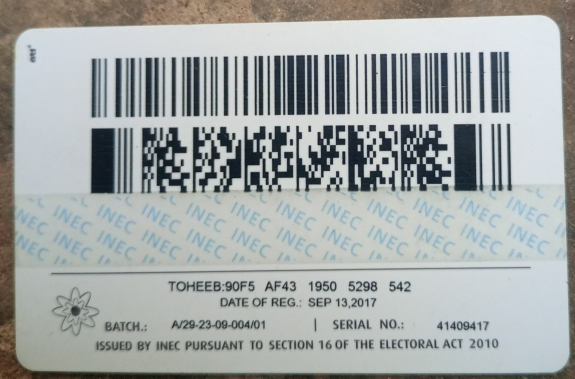 INEC INEC INEC INEC INEC INEC INEC INEC
TOHEEB:90F5 AF43 1950 5298 542
DATE OF REG.: SEP 13,2017
BATCH.: A/29-23-09-004/01 | SERIAL NO.: 41409417
ISSUED BY INEC PURSUANT TO SECTION 16 OF THE ELECTORAL ACT 2010